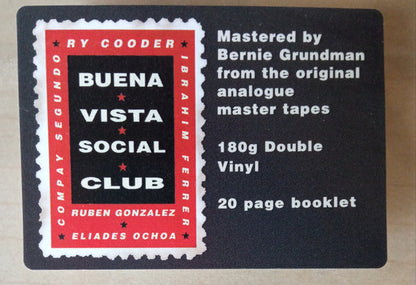 RY COODER
COMPAY SEGUNDO
IBRAHIM FERRER
BUENA
VISTA
SOCIAL
CLUB
RUBEN GONZALEZ
ELIADES OCHOA
Mastered by
Bernie Grundman
from the original
analogue
master tapes
180g Double
Vinyl
20 page booklet